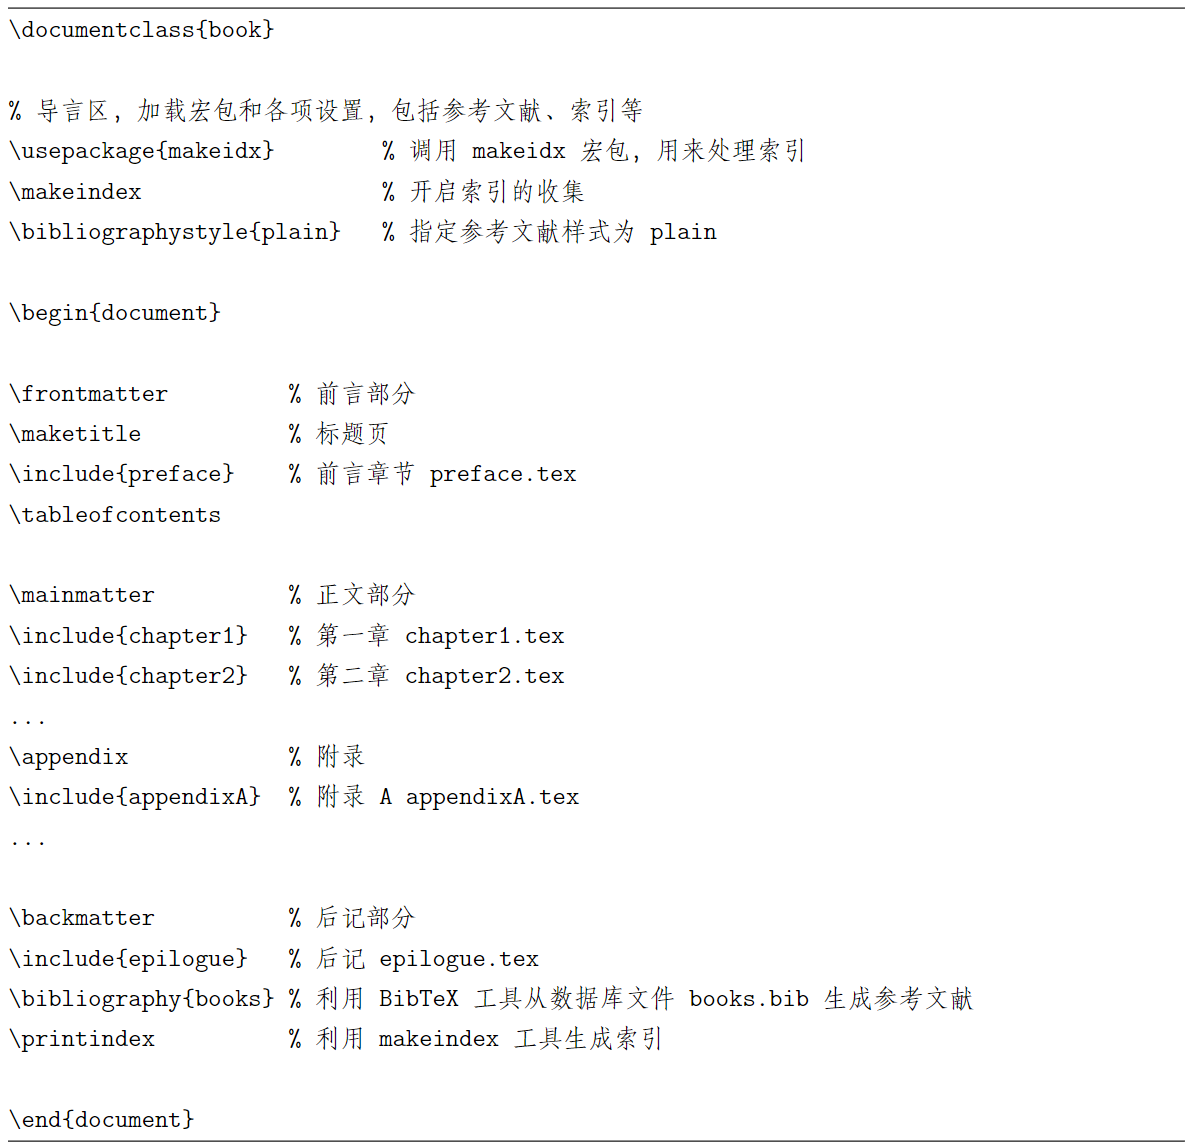 \documentclass{book}
% 导言区，加载宏包和各项设置，包括参考文献、索引等
\usepackage{makeidx} % 调用 makeidx 宏包，用来处理索引
\makeindex % 开启索引的收集
\bibliographystyle{plain} % 指定参考文献样式为 plain
\begin{document}
\frontmatter % 前言部分
\maketitle % 标题页
\include{preface} % 前言章节 preface.tex
\tableofcontents
\mainmatter % 正文部分
\include{chapter1} % 第一章 chapter1.tex
\include{chapter2} % 第二章 chapter2.tex
...
\appendix % 附录
\include{appendixA} % 附录 A appendixA.tex
...
\backmatter % 后记部分
\include{epilogue} % 后记 epilogue.tex
\bibliography{books} % 利用 BibTeX 工具从数据库文件 books.bib 生成参考文献
\printindex % 利用 makeindex 工具生成索引
\end{document}